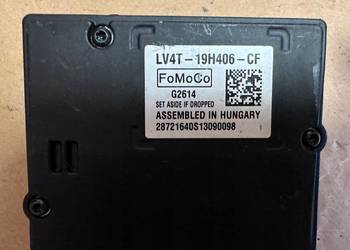 LV4T-19H406-CF
FoMoCo
G2614
SET ASIDE IF DROPPED
ASSEMBLED IN HUNGARY
28721640S13090098